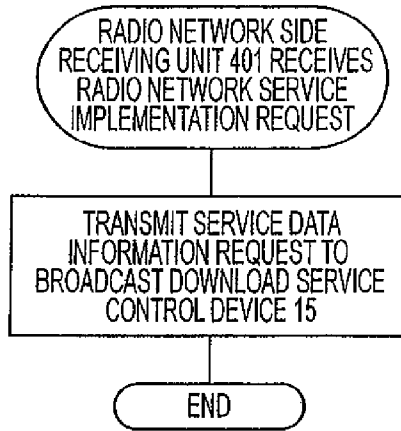 RADIO NETWORK SIDE
RECEIVING UNIT 401 RECEIVES
RADIO NETWORK SERVICE
IMPLEMENTATION REQUEST
TRANSMIT SERVICE DATA
INFORMATION REQUEST TO
BROADCAST DOWNLOAD SERVICE
CONTROL DEVICE 15
END